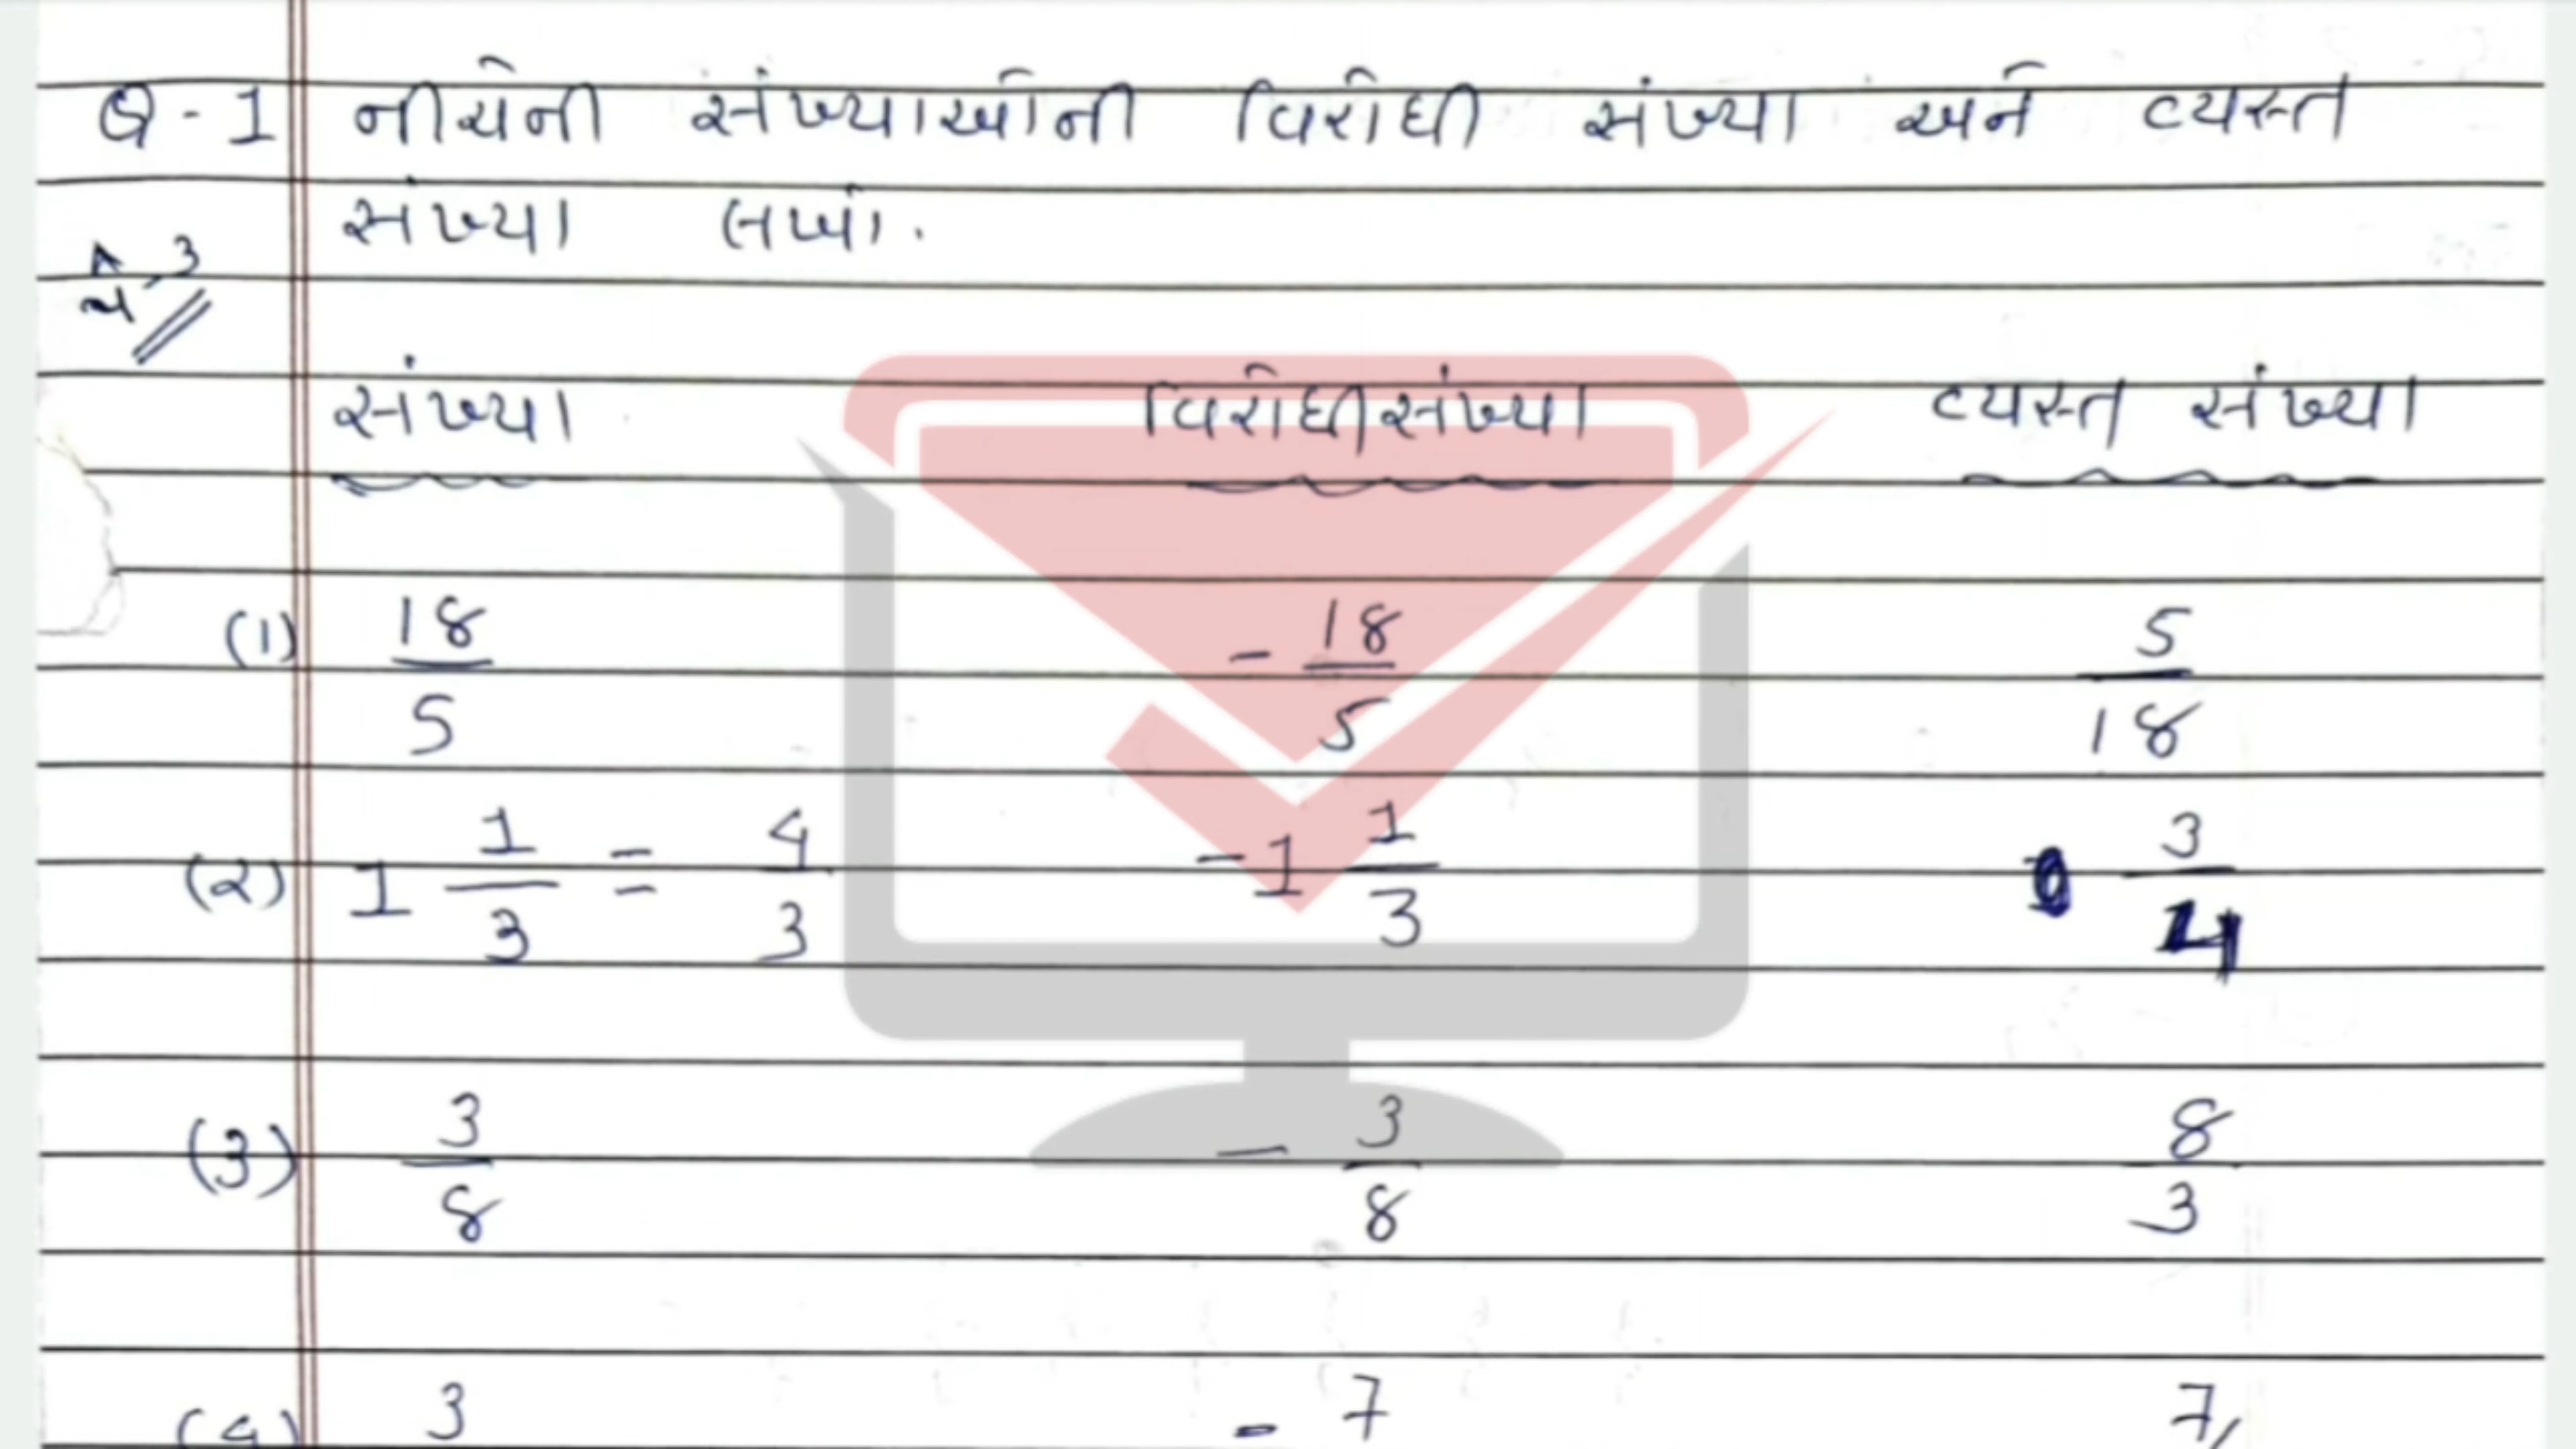 Q-1 નીચેની સંખ્યાઓની વિરોધી સંખ્યા અને વ્યસ્ત
સંખ્યા લખો.
સંખ્યા વિરોધી સંખ્યા વ્યસ્ત સંખ્યા
(1) 18/5 -18/5 5/18
(2) 1 1/3 = 4/3 -1 1/3 3/4
(3) 3/8 -3/8 8/3
(4) 3 -7 7